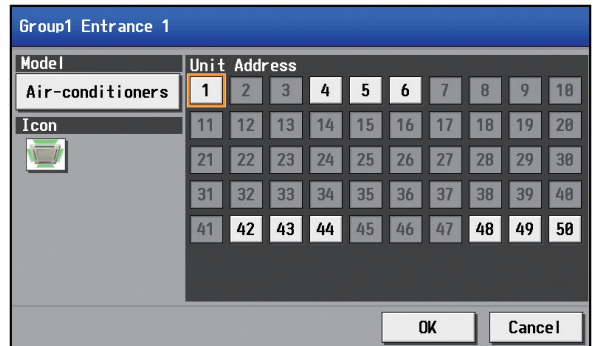 Group1 Entrance 1
Model
Air-conditioners
Icon
Unit Address
1 2 3 4 5 6 7 8 9 10
11 12 13 14 15 16 17 18 19 20
21 22 23 24 25 26 27 28 29 30
31 32 33 34 35 36 37 38 39 40
41 42 43 44 45 46 47 48 49 50
OK Cancel